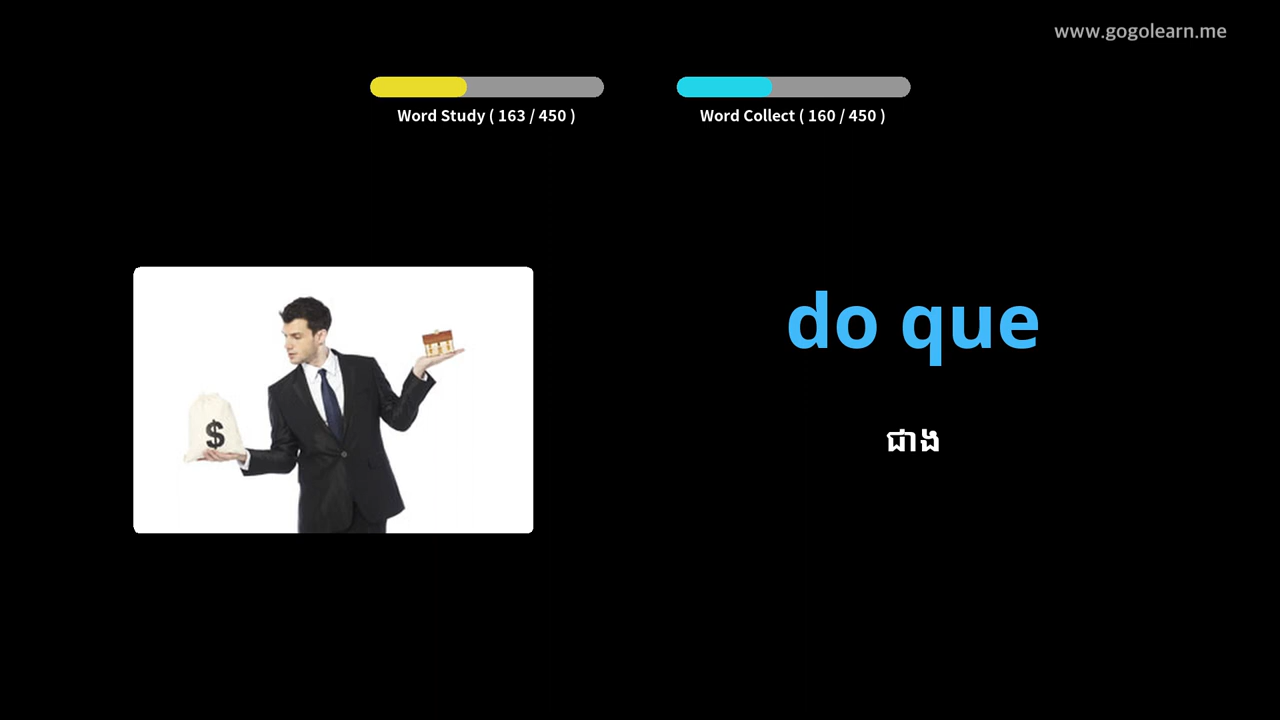 www.gogolearn.me
Word Study ( 163 / 450 )
Word Collect ( 160 / 450 )
do que
ជាង
$